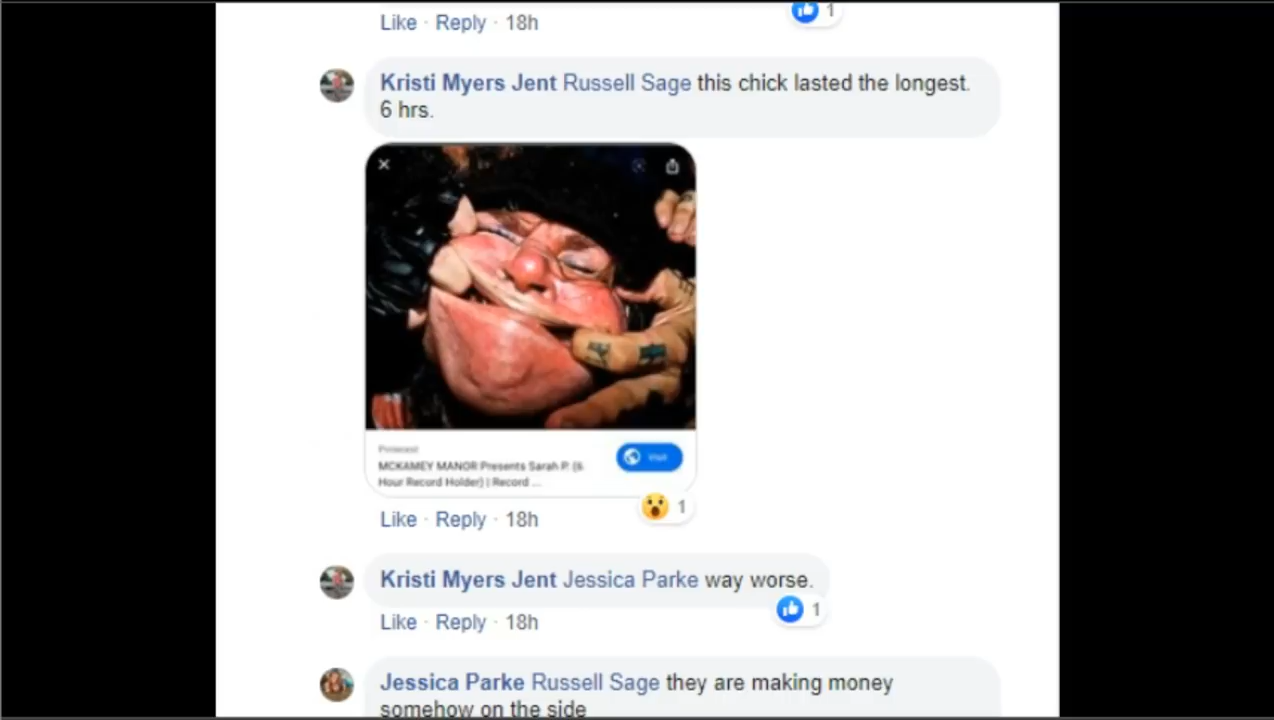 Like · Reply · 18h
1
Kristi Myers Jent Russell Sage this chick lasted the longest.
6 hrs.
Pinterest
MCKAMEY MANOR Presents Sarah P. (6
Hour Record Holder) | Record ...
Visit
1
Like · Reply · 18h
Kristi Myers Jent Jessica Parke way worse.
1
Like · Reply · 18h
Jessica Parke Russell Sage they are making money
somehow on the side